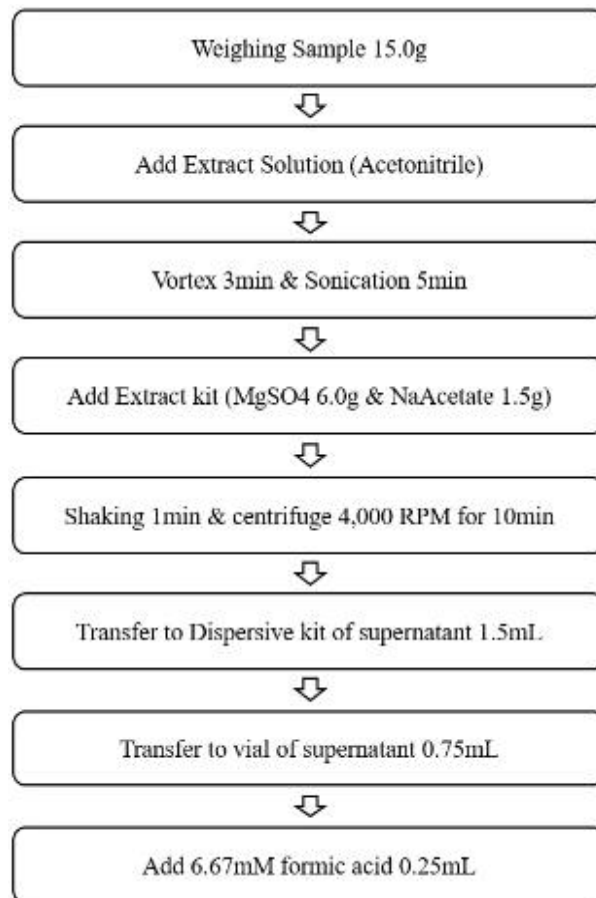 Weighing Sample 15.0g
Add Extract Solution (Acetonitrile)
Vortex 3min & Sonication 5min
Add Extract kit (MgSO4 6.0g & NaAcetate 1.5g)
Shaking 1min & centrifuge 4,000 RPM for 10min
Transfer to Dispersive kit of supernatant 1.5mL
Transfer to vial of supernatant 0.75mL
Add 6.67mM formic acid 0.25mL